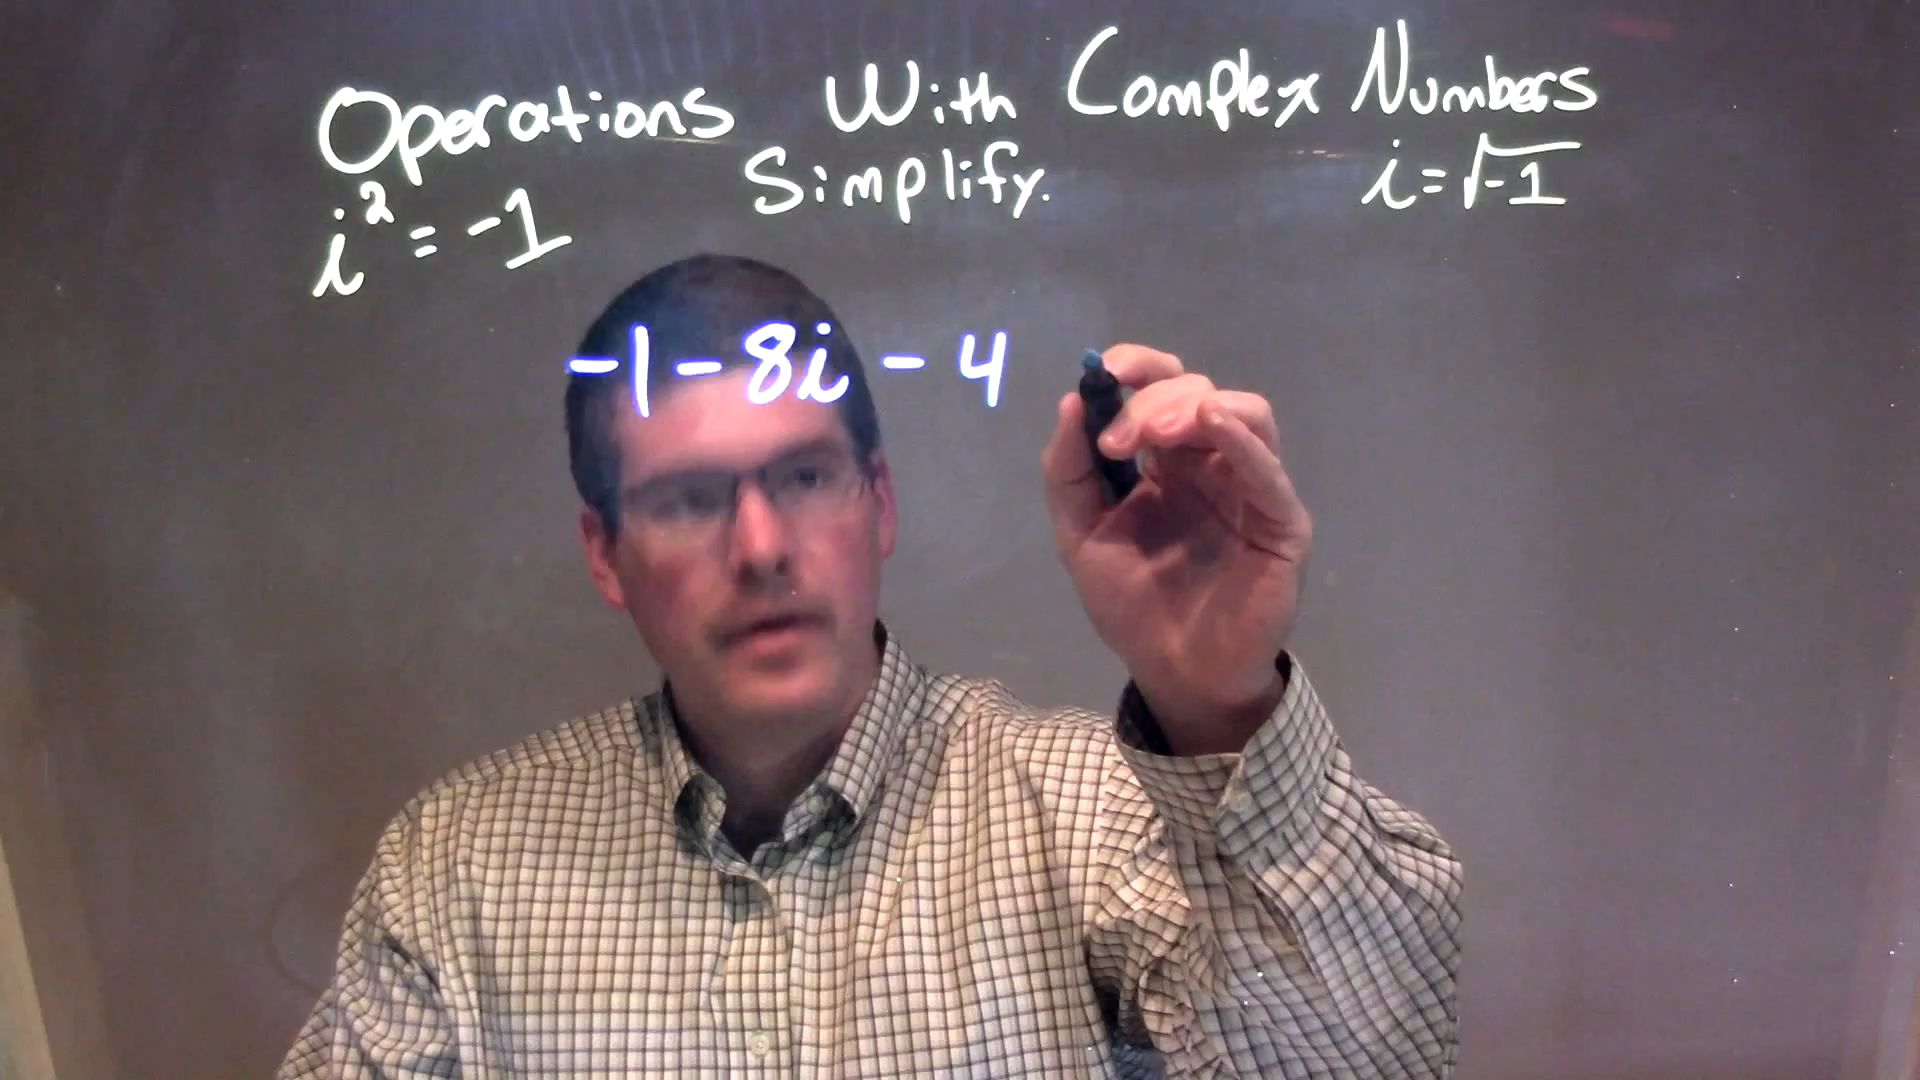 Operations With Complex Numbers
i² = -1 Simplify. i = √-1
-1 - 8i - 4